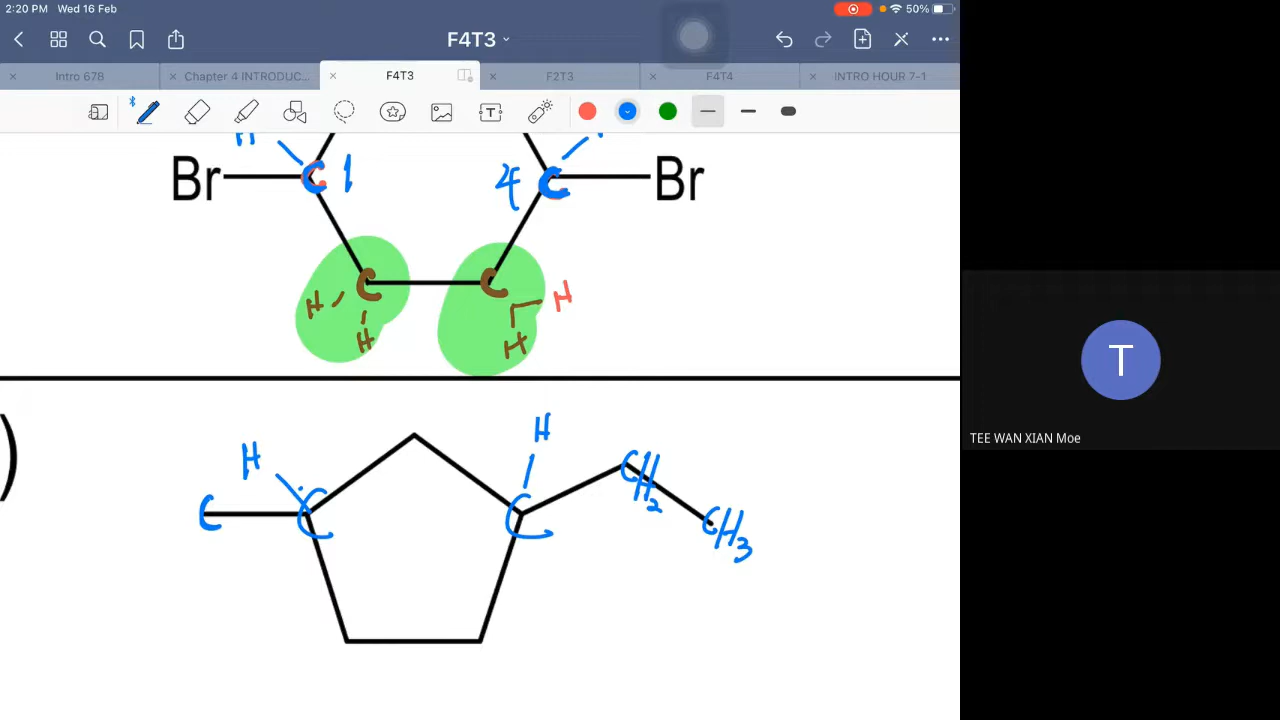 2:20 PM Wed 16 Feb
50%
F4T3
Intro 67B
Chapter 4 INTRODUC...
F4T3
F2T3
F4T4
INTRO HOUR 7-1
T
H
Br C 1
4 C Br
C C
H H
H H
)
H H
C C C CH2
CH3
T
TEE WAN XIAN Moe